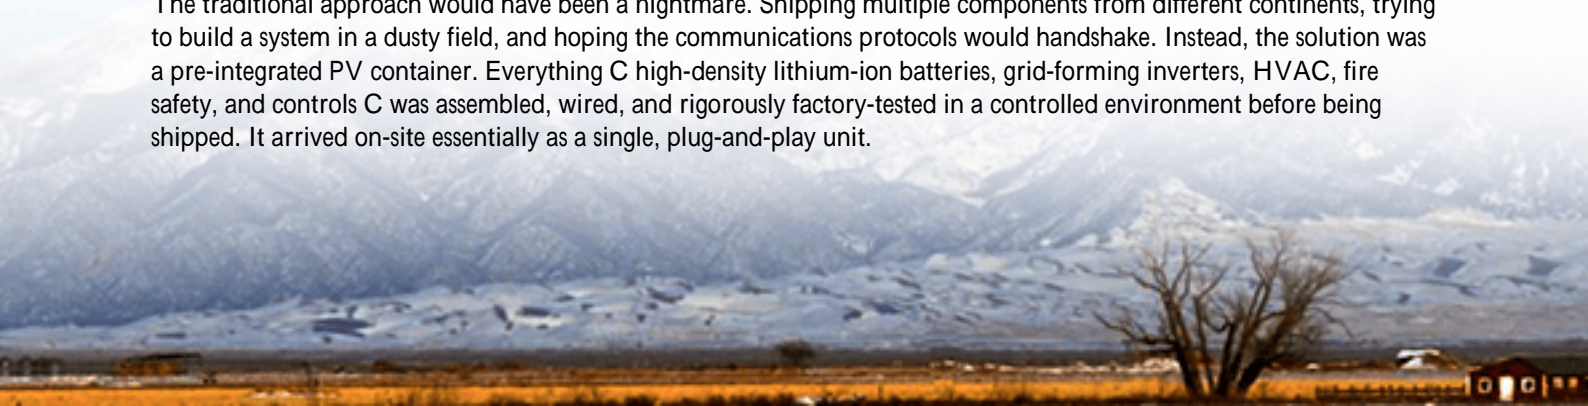 The traditional approach would have been a nightmare. Shipping multiple components from different continents, trying
to build a system in a dusty field, and hoping the communications protocols would handshake. Instead, the solution was
a pre-integrated PV container. Everything C high-density lithium-ion batteries, grid-forming inverters, HVAC, fire
safety, and controls C was assembled, wired, and rigorously factory-tested in a controlled environment before being
shipped. It arrived on-site essentially as a single, plug-and-play unit.